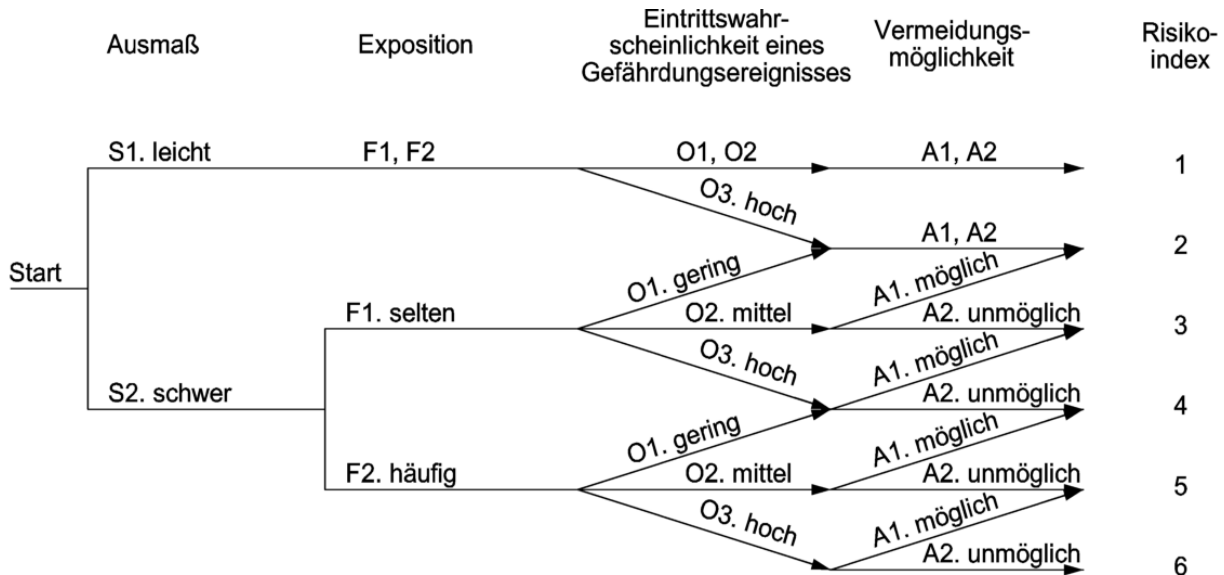 Ausmaß
Exposition
Eintrittswahr-
scheinlichkeit eines
Gefährdungsereignisses
Vermeidungs-
möglichkeit
Risiko-
index
S1. leicht
F1, F2
O1, O2
A1, A2
1
O3. hoch
A1, A2
2
Start
O1. gering
A1. möglich
F1. selten
O2. mittel
A2. unmöglich
3
O3. hoch
A1. möglich
S2. schwer
A2. unmöglich
4
O1. gering
A1. möglich
F2. häufig
O2. mittel
A2. unmöglich
5
O3. hoch
A1. möglich
A2. unmöglich
6